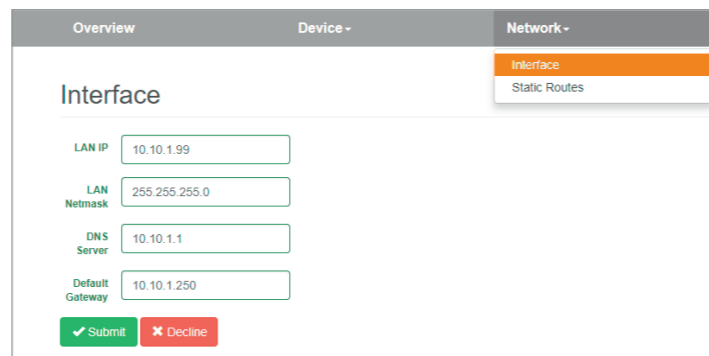 Overview Device Network
Interface
Static Routes
Interface
LAN IP 10.10.1.99
LAN 255.255.255.0
Netmask
DNS 10.10.1.1
Server
Default 10.10.1.250
Gateway
Submit Decline